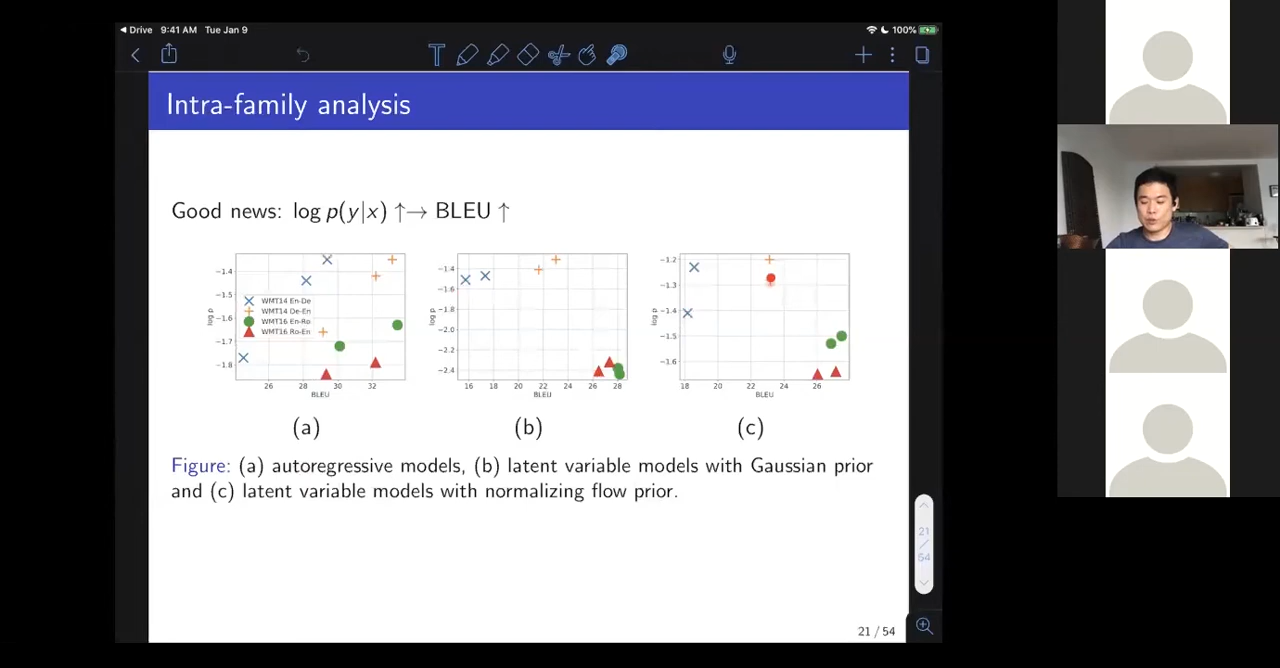 Drive 9:41 AM Tue Jan 9
100%
T
Intra-family analysis
Good news: log p(y|x) ↑→ BLEU ↑
−1.4
−1.5
−1.6
−1.7
−1.8
log p
WMT14 En-De
WMT14 De-En
WMT16 En-Ro
WMT16 Ro-En
26 28 30 32
BLEU
−1.4
−1.6
−1.8
−2.0
−2.2
−2.4
log p
16 18 20 22 24 26 28
BLEU
−1.2
−1.3
−1.4
−1.5
−1.6
log p
18 20 22 24 26
BLEU
(a) (b) (c)
Figure: (a) autoregressive models, (b) latent variable models with Gaussian prior
and (c) latent variable models with normalizing flow prior.
21
/
54
21 / 54